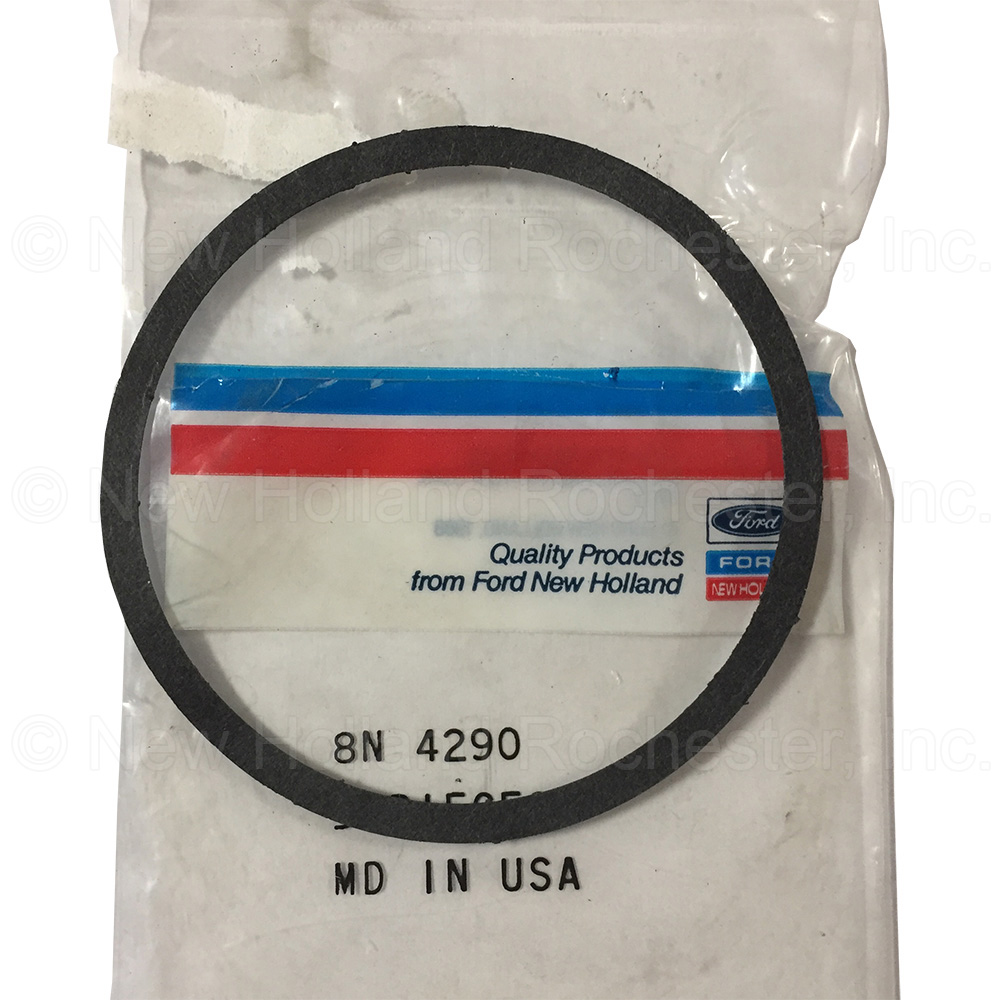 © New Holland Rochester, Inc.
Ford
Quality Products
from Ford New Holland
FOR
NEW HOL
© New Holland Rochester, Inc.
8N 4290
© New Holland Rochester, Inc.
MD IN USA